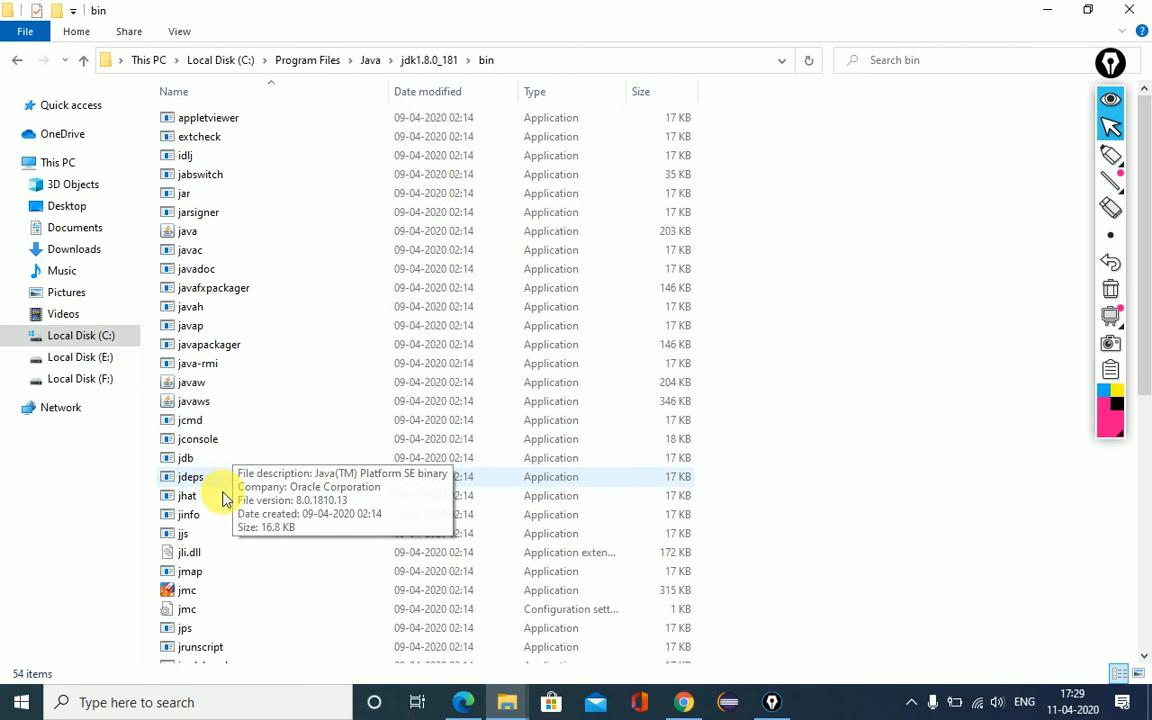 bin
File Home Share View
This PC Local Disk (C:) Program Files Java jdk1.8.0_181 bin Search bin
Name Date modified Type Size
Quick access
OneDrive
This PC
3D Objects
Desktop
Documents
Downloads
Music
Pictures
Videos
Local Disk (C:)
Local Disk (E:)
Local Disk (F:)
Network
appletviewer 09-04-2020 02:14 Application 17 KB
extcheck 09-04-2020 02:14 Application 17 KB
idlj 09-04-2020 02:14 Application 17 KB
jabswitch 09-04-2020 02:14 Application 35 KB
jar 09-04-2020 02:14 Application 17 KB
jarsigner 09-04-2020 02:14 Application 17 KB
java 09-04-2020 02:14 Application 203 KB
javac 09-04-2020 02:14 Application 17 KB
javadoc 09-04-2020 02:14 Application 17 KB
javafxpackager 09-04-2020 02:14 Application 146 KB
javah 09-04-2020 02:14 Application 17 KB
javap 09-04-2020 02:14 Application 17 KB
javapackager 09-04-2020 02:14 Application 146 KB
java-rmi 09-04-2020 02:14 Application 17 KB
javaw 09-04-2020 02:14 Application 204 KB
javaws 09-04-2020 02:14 Application 346 KB
jcmd 09-04-2020 02:14 Application 17 KB
jconsole 09-04-2020 02:14 Application 18 KB
jdb Application 17 KB
jdeps 2:14 Application 17 KB
jhat 2:14 Application 17 KB
jinfo 2:14 Application 17 KB
jjs 09-04-2020 02:14 Application 17 KB
jli.dll 09-04-2020 02:14 Application exten... 172 KB
jmap 09-04-2020 02:14 Application 17 KB
jmc 09-04-2020 02:14 Application 315 KB
jmc 09-04-2020 02:14 Configuration sett... 1 KB
jps 09-04-2020 02:14 Application 17 KB
jrunscript 09-04-2020 02:14 Application 17 KB
File description: Java(TM) Platform SE binary
Company: Oracle Corporation
File version: 8.0.1810.13
Date created: 09-04-2020 02:14
Size: 16.8 KB
54 items
Type here to search
ENG
17:29
11-04-2020